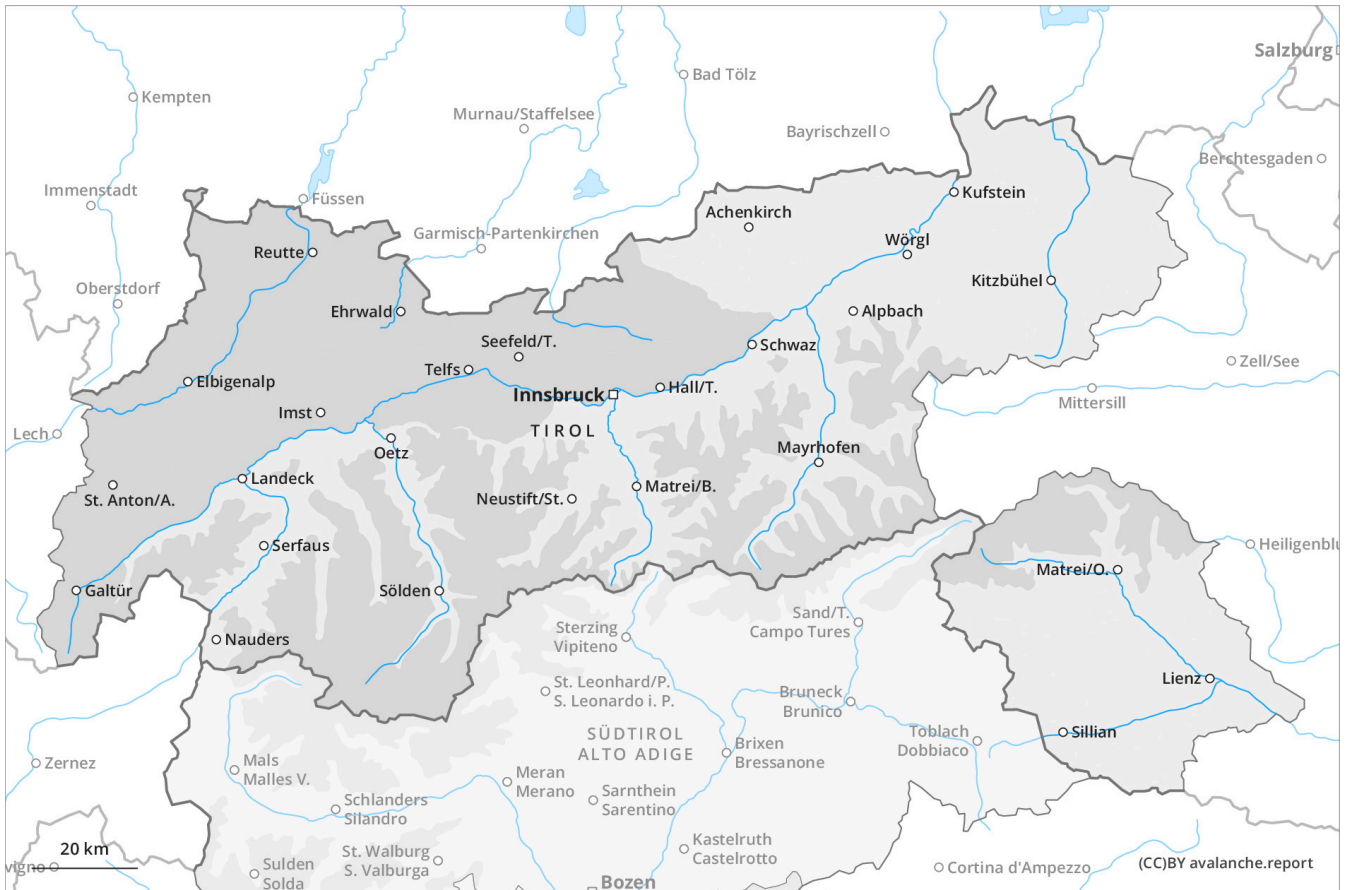 Salzburg
Bad Tölz
Kempten
Murnau/Staffelsee
Bayrischzell
Berchtesgaden
Immenstadt
Füssen
Kufstein
Achenkirch
Garmisch-Partenkirchen
Wörgl
Reutte
Oberstdorf
Kitzbühel
Ehrwald
Alpbach
Seefeld/T.
Schwaz
Zell/See
Telfs
Elbigenalp
Hall/T.
Innsbruck
Mittersill
Imst
Lech
TIROL
Oetz
Mayrhofen
Landeck
Matrei/B.
St. Anton/A.
Neustift/St.
Serfaus
Heiligenblu
Matrei/O.
Galtür
Sölden
Sand/T.
Campo Tures
Sterzing
Vipiteno
Nauders
Lienz
St. Leonhard/P.
S. Leonardo i. P.
Bruneck
Brunico
SÜDTIROL
ALTO ADIGE
Sillian
Toblach
Dobbiaco
Brixen
Bressanone
Zernez
Mals
Malles V.
Meran
Merano
Sarnthein
Sarentino
Schlanders
Silandro
Kastelruth
Castelrotto
20 km
St. Walburg
S. Valburga
vigno
Sulden
Solda
Cortina d'Ampezzo
(CC)BY avalanche.report
Bozen